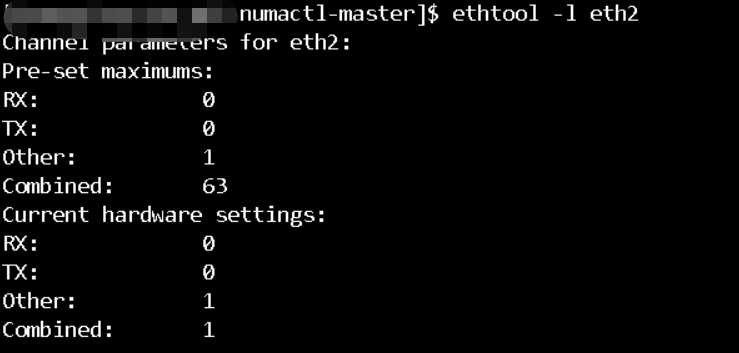 numactl-master]$ ethtool -l eth2
Channel parameters for eth2:
Pre-set maximums:
RX: 0
TX: 0
Other: 1
Combined: 63
Current hardware settings:
RX: 0
TX: 0
Other: 1
Combined: 1